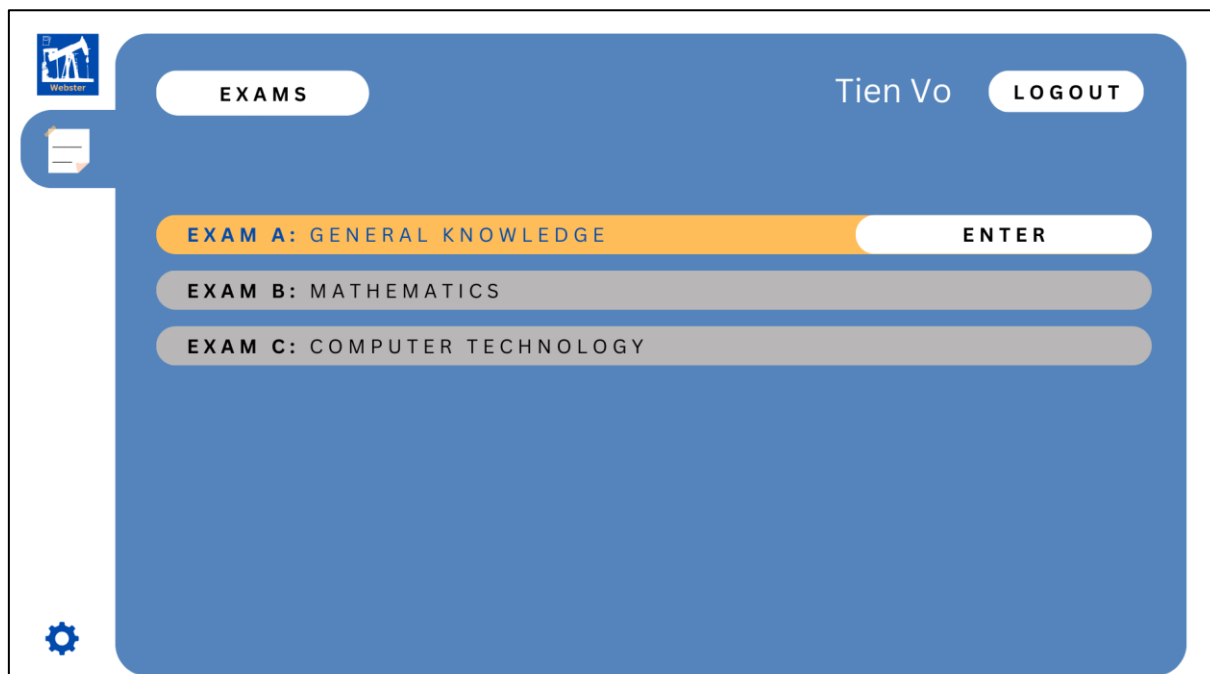 Webster
EXAMS
Tien Vo
LOGOUT
EXAM A: GENERAL KNOWLEDGE
ENTER
EXAM B: MATHEMATICS
EXAM C: COMPUTER TECHNOLOGY